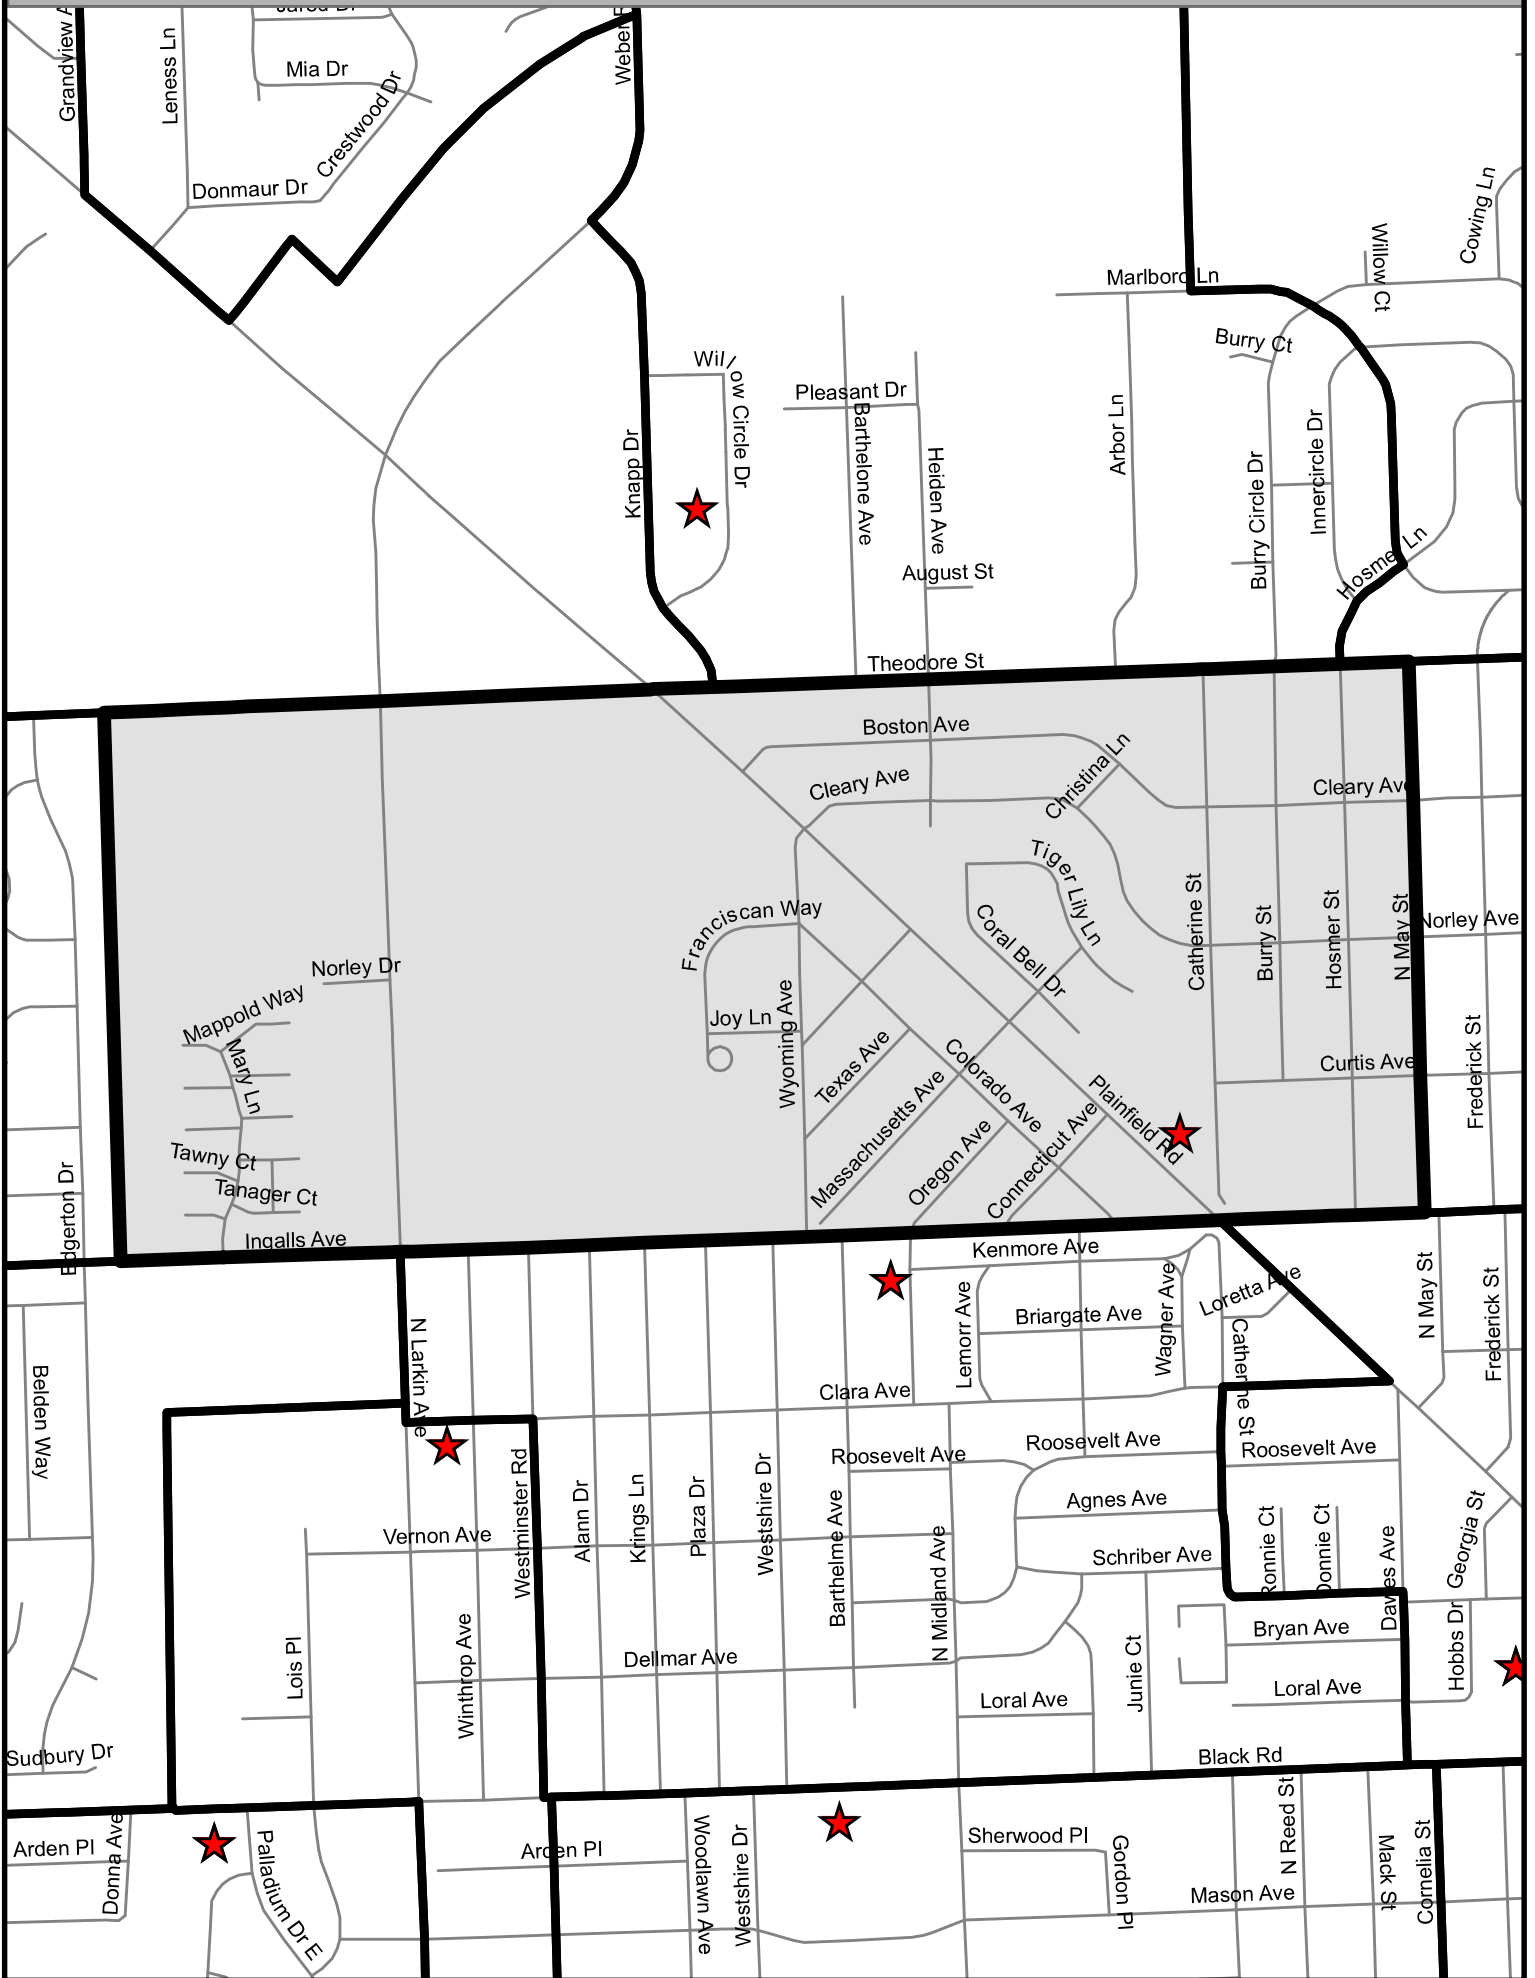 Jared Dr
Grandview A
Leness Ln
Mia Dr
Crestwood Dr
Donmaur Dr
Weber R
Cowing Ln
Willow Ct
Marlboro Ln
Burry Ct
Willow Circle Dr
Pleasant Dr
Barthelone Ave
Heiden Ave
Arbor Ln
Knapp Dr
Burry Circle Dr
Innercircle Dr
Hosmer Ln
August St
Theodore St
Boston Ave
Christina Ln
Cleary Ave
Cleary Ave
Tiger Lily Ln
Franciscan Way
Coral Bell Dr
Catherine St
Burry St
Hosmer St
N May St
Norley Ave
Norley Dr
Mappold Way
Mary Ln
Joy Ln
Wyoming Ave
Texas Ave
Colorado Ave
Massachusetts Ave
Oregon Ave
Connecticut Ave
Plainfield Rd
Curtis Ave
Frederick St
Tawny Ct
Tanager Ct
Ingalls Ave
Edgerton Dr
Kenmore Ave
Lemorr Ave
Briargate Ave
Wagner Ave
Loretta Ave
Catherine St
N May St
Frederick St
N Larkin Ave
Belden Way
Clara Ave
Roosevelt Ave
Roosevelt Ave
Roosevelt Ave
Agnes Ave
Schriber Ave
Vernon Ave
Westminster Rd
Alann Dr
Krings Ln
Plaza Dr
Westshire Dr
Barthelme Ave
N Midland Ave
Ronnie Ct
Donnie Ct
Dawes Ave
Georgia St
Hobbs Dr
Bryan Ave
Loral Ave
Loral Ave
Junie Ct
Dellmar Ave
Winthrop Ave
Lois Pl
Sudbury Dr
Black Rd
Arden Pl
Donna Ave
Palladium Dr E
Arden Pl
Woodlawn Ave
Westshire Dr
Sherwood Pl
Gordon Pl
Mason Ave
N Reed St
Mack St
Cornelia St